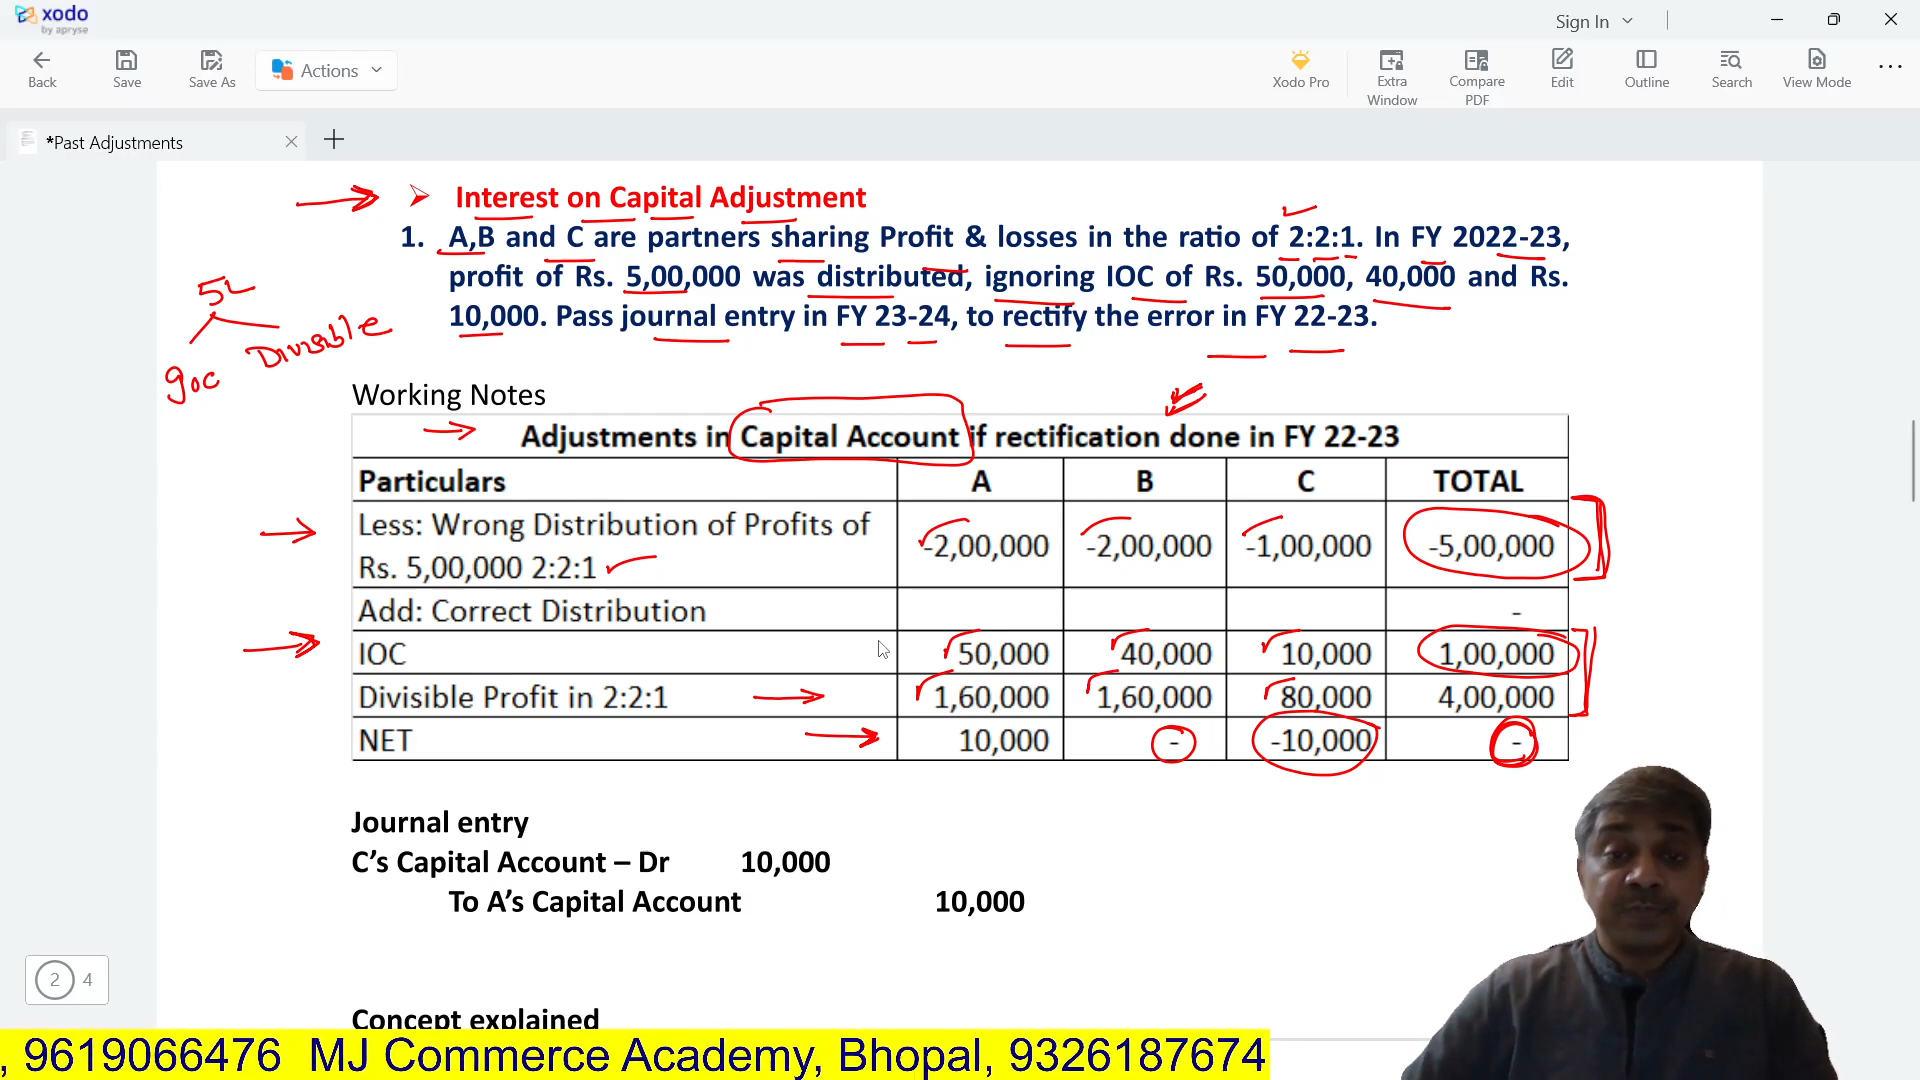 xodo
by apryse
Sign In
Back
Save
Save As
Actions
Xodo Pro
Extra Window
Compare PDF
Edit
Outline
Search
View Mode
*Past Adjustments
Interest on Capital Adjustment
1. A,B and C are partners sharing Profit & losses in the ratio of 2:2:1. In FY 2022-23,
profit of Rs. 5,00,000 was distributed, ignoring IOC of Rs. 50,000, 40,000 and Rs.
10,000. Pass journal entry in FY 23-24, to rectify the error in FY 22-23.
5L
Divisible
IOC
Working Notes
Adjustments in Capital Account if rectification done in FY 22-23
Particulars A B C TOTAL
Less: Wrong Distribution of Profits of
Rs. 5,00,000 2:2:1 -2,00,000 -2,00,000 -1,00,000 -5,00,000
Add: Correct Distribution -
IOC 50,000 40,000 10,000 1,00,000
Divisible Profit in 2:2:1 1,60,000 1,60,000 80,000 4,00,000
NET 10,000 - -10,000 -
Journal entry
C’s Capital Account – Dr 10,000
To A’s Capital Account 10,000
2 4
Concept explained
, 9619066476 MJ Commerce Academy, Bhopal, 9326187674